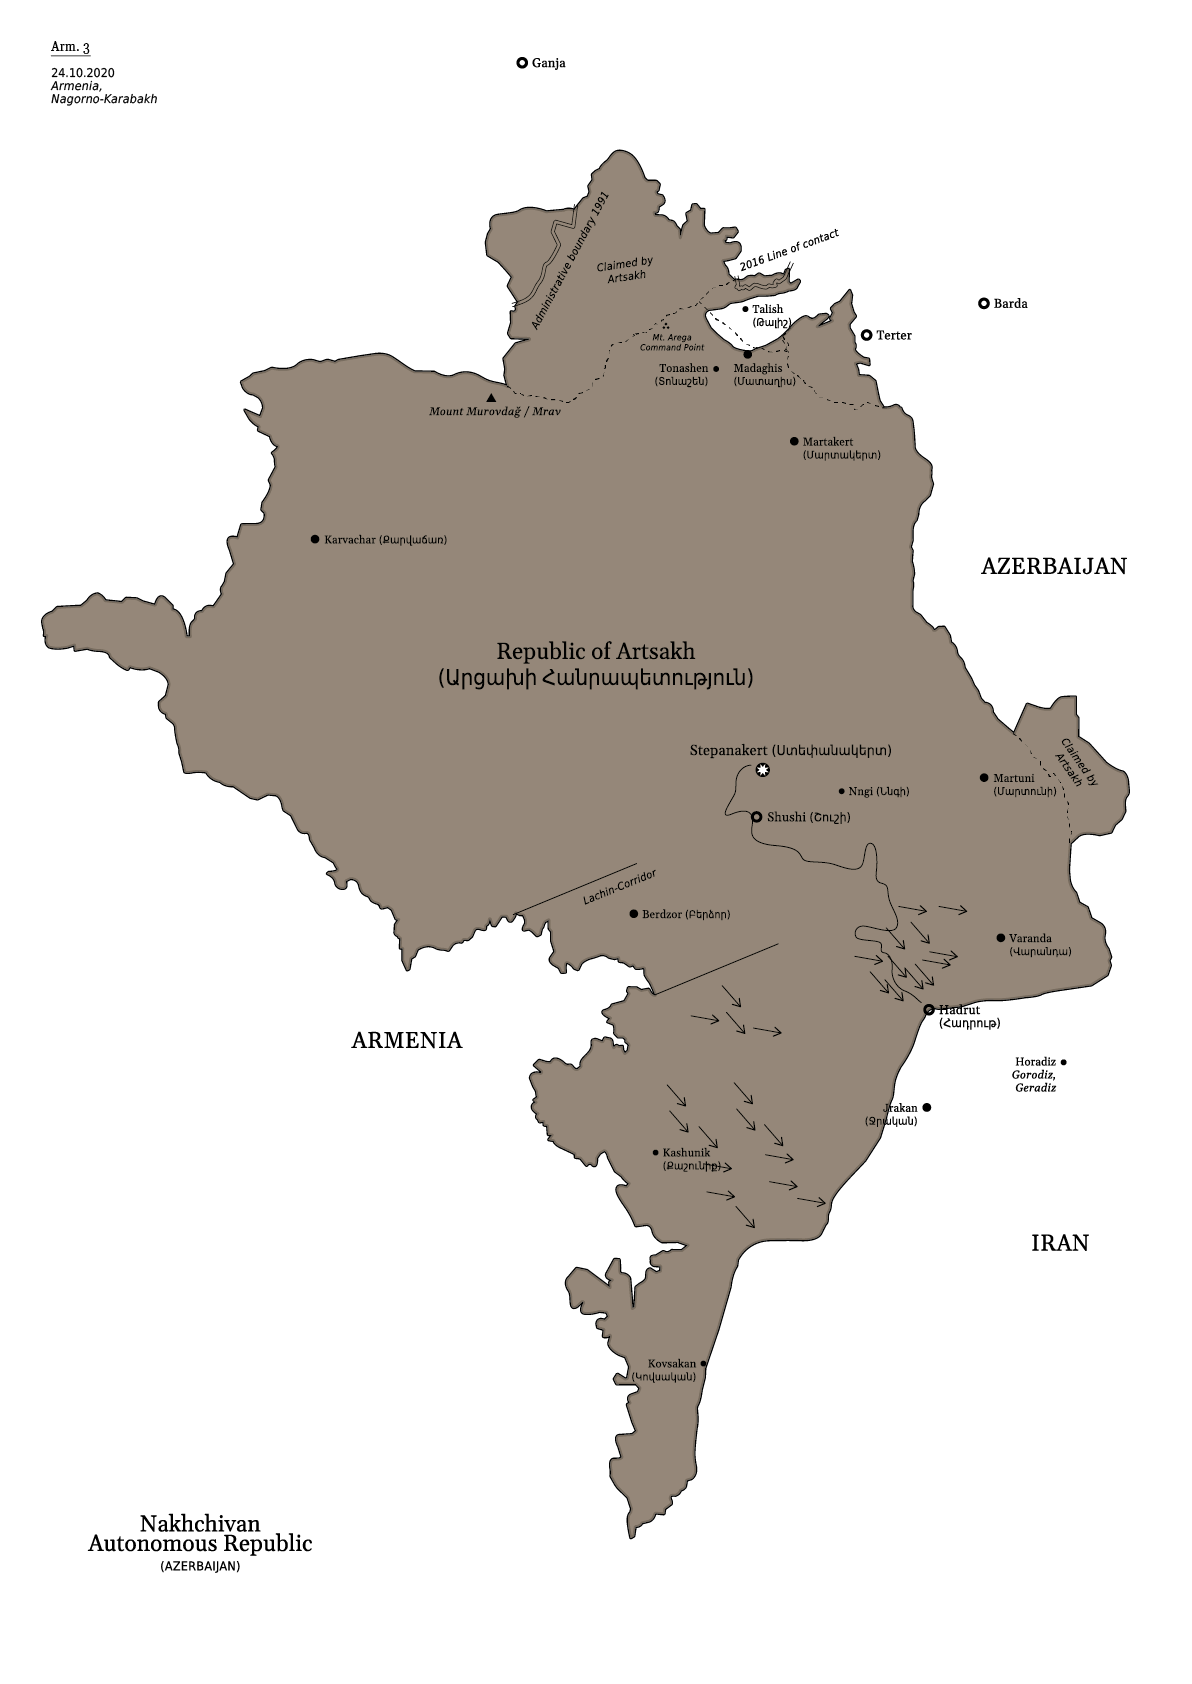 Arm. 3
24.10.2020
Armenia,
Nagorno-Karabakh
Ganja
Administrative boundary 1991
Claimed by
Artsakh
2016 Line of contact
Barda
Talish
(Թալիշ)
Terter
Mt. Arega
Command Point
Tonashen
(Տոնաշեն)
Madaghis
(Մատաղիս)
Mount Murovdağ / Mrav
Martakert
(Մարտակերտ)
Karvachar (Քարվաճառ)
AZERBAIJAN
Republic of Artsakh
(Արցախի Հանրապետություն)
Stepanakert (Ստեփանակերտ)
Claimed by
Artsakh
Martuni
(Մարտունի)
Nngi (Ննգի)
Shushi (Շուշի)
Lachin-Corridor
Berdzor (Բերձոր)
Varanda
(Վարանդա)
Hadrut
(Հադրութ)
ARMENIA
Horadiz
Gorodiz,
Geradiz
Jrakan
(Ջրական)
Kashunik
(Քաշունիք)
IRAN
Kovsakan
(Կովսական)
Nakhchivan
Autonomous Republic
(AZERBAIJAN)